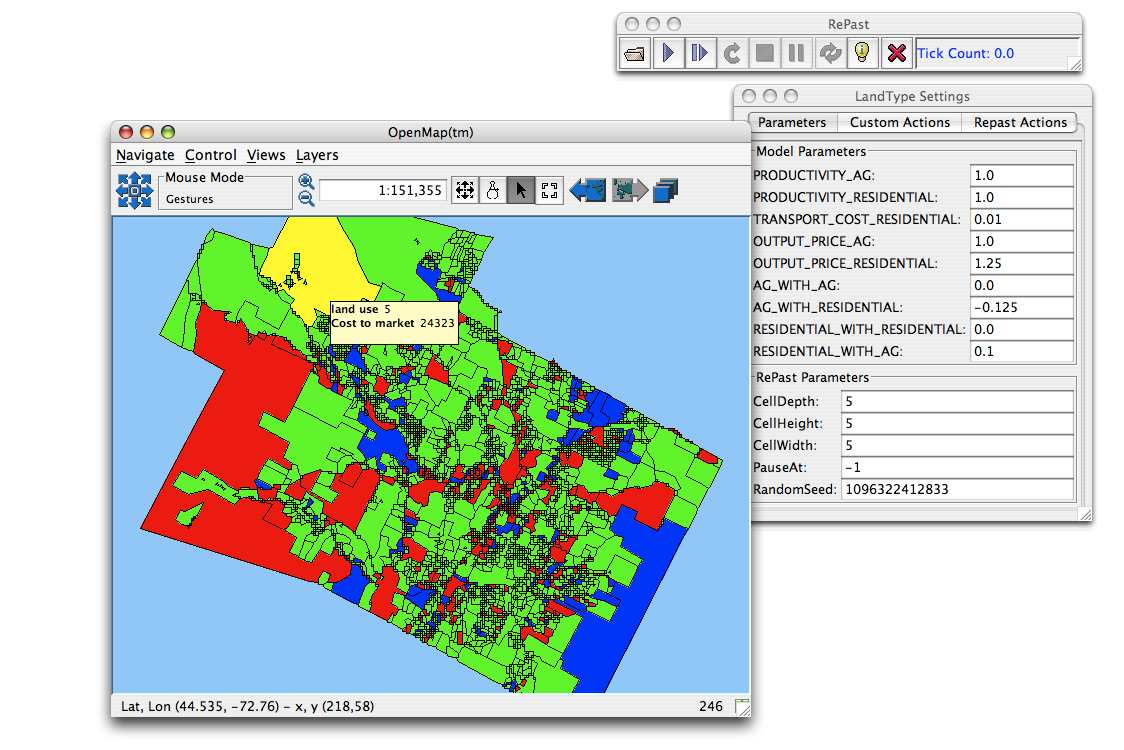 RePast
Tick Count: 0.0
LandType Settings
Parameters Custom Actions Repast Actions
Model Parameters
PRODUCTIVITY_AG: 1.0
PRODUCTIVITY_RESIDENTIAL: 1.0
TRANSPORT_COST_RESIDENTIAL: 0.01
OUTPUT_PRICE_AG: 1.0
OUTPUT_PRICE_RESIDENTIAL: 1.25
AG_WITH_AG: 0.0
AG_WITH_RESIDENTIAL: -0.125
RESIDENTIAL_WITH_RESIDENTIAL: 0.0
RESIDENTIAL_WITH_AG: 0.1
RePast Parameters
CellDepth: 5
CellHeight: 5
CellWidth: 5
PauseAt: -1
RandomSeed: 1096322412833
OpenMap(tm)
Navigate Control Views Layers
Mouse Mode
Gestures
1:151,355
land use 5
Cost to market 24323
Lat, Lon (44.535, -72.76) - x, y (218,58) 246